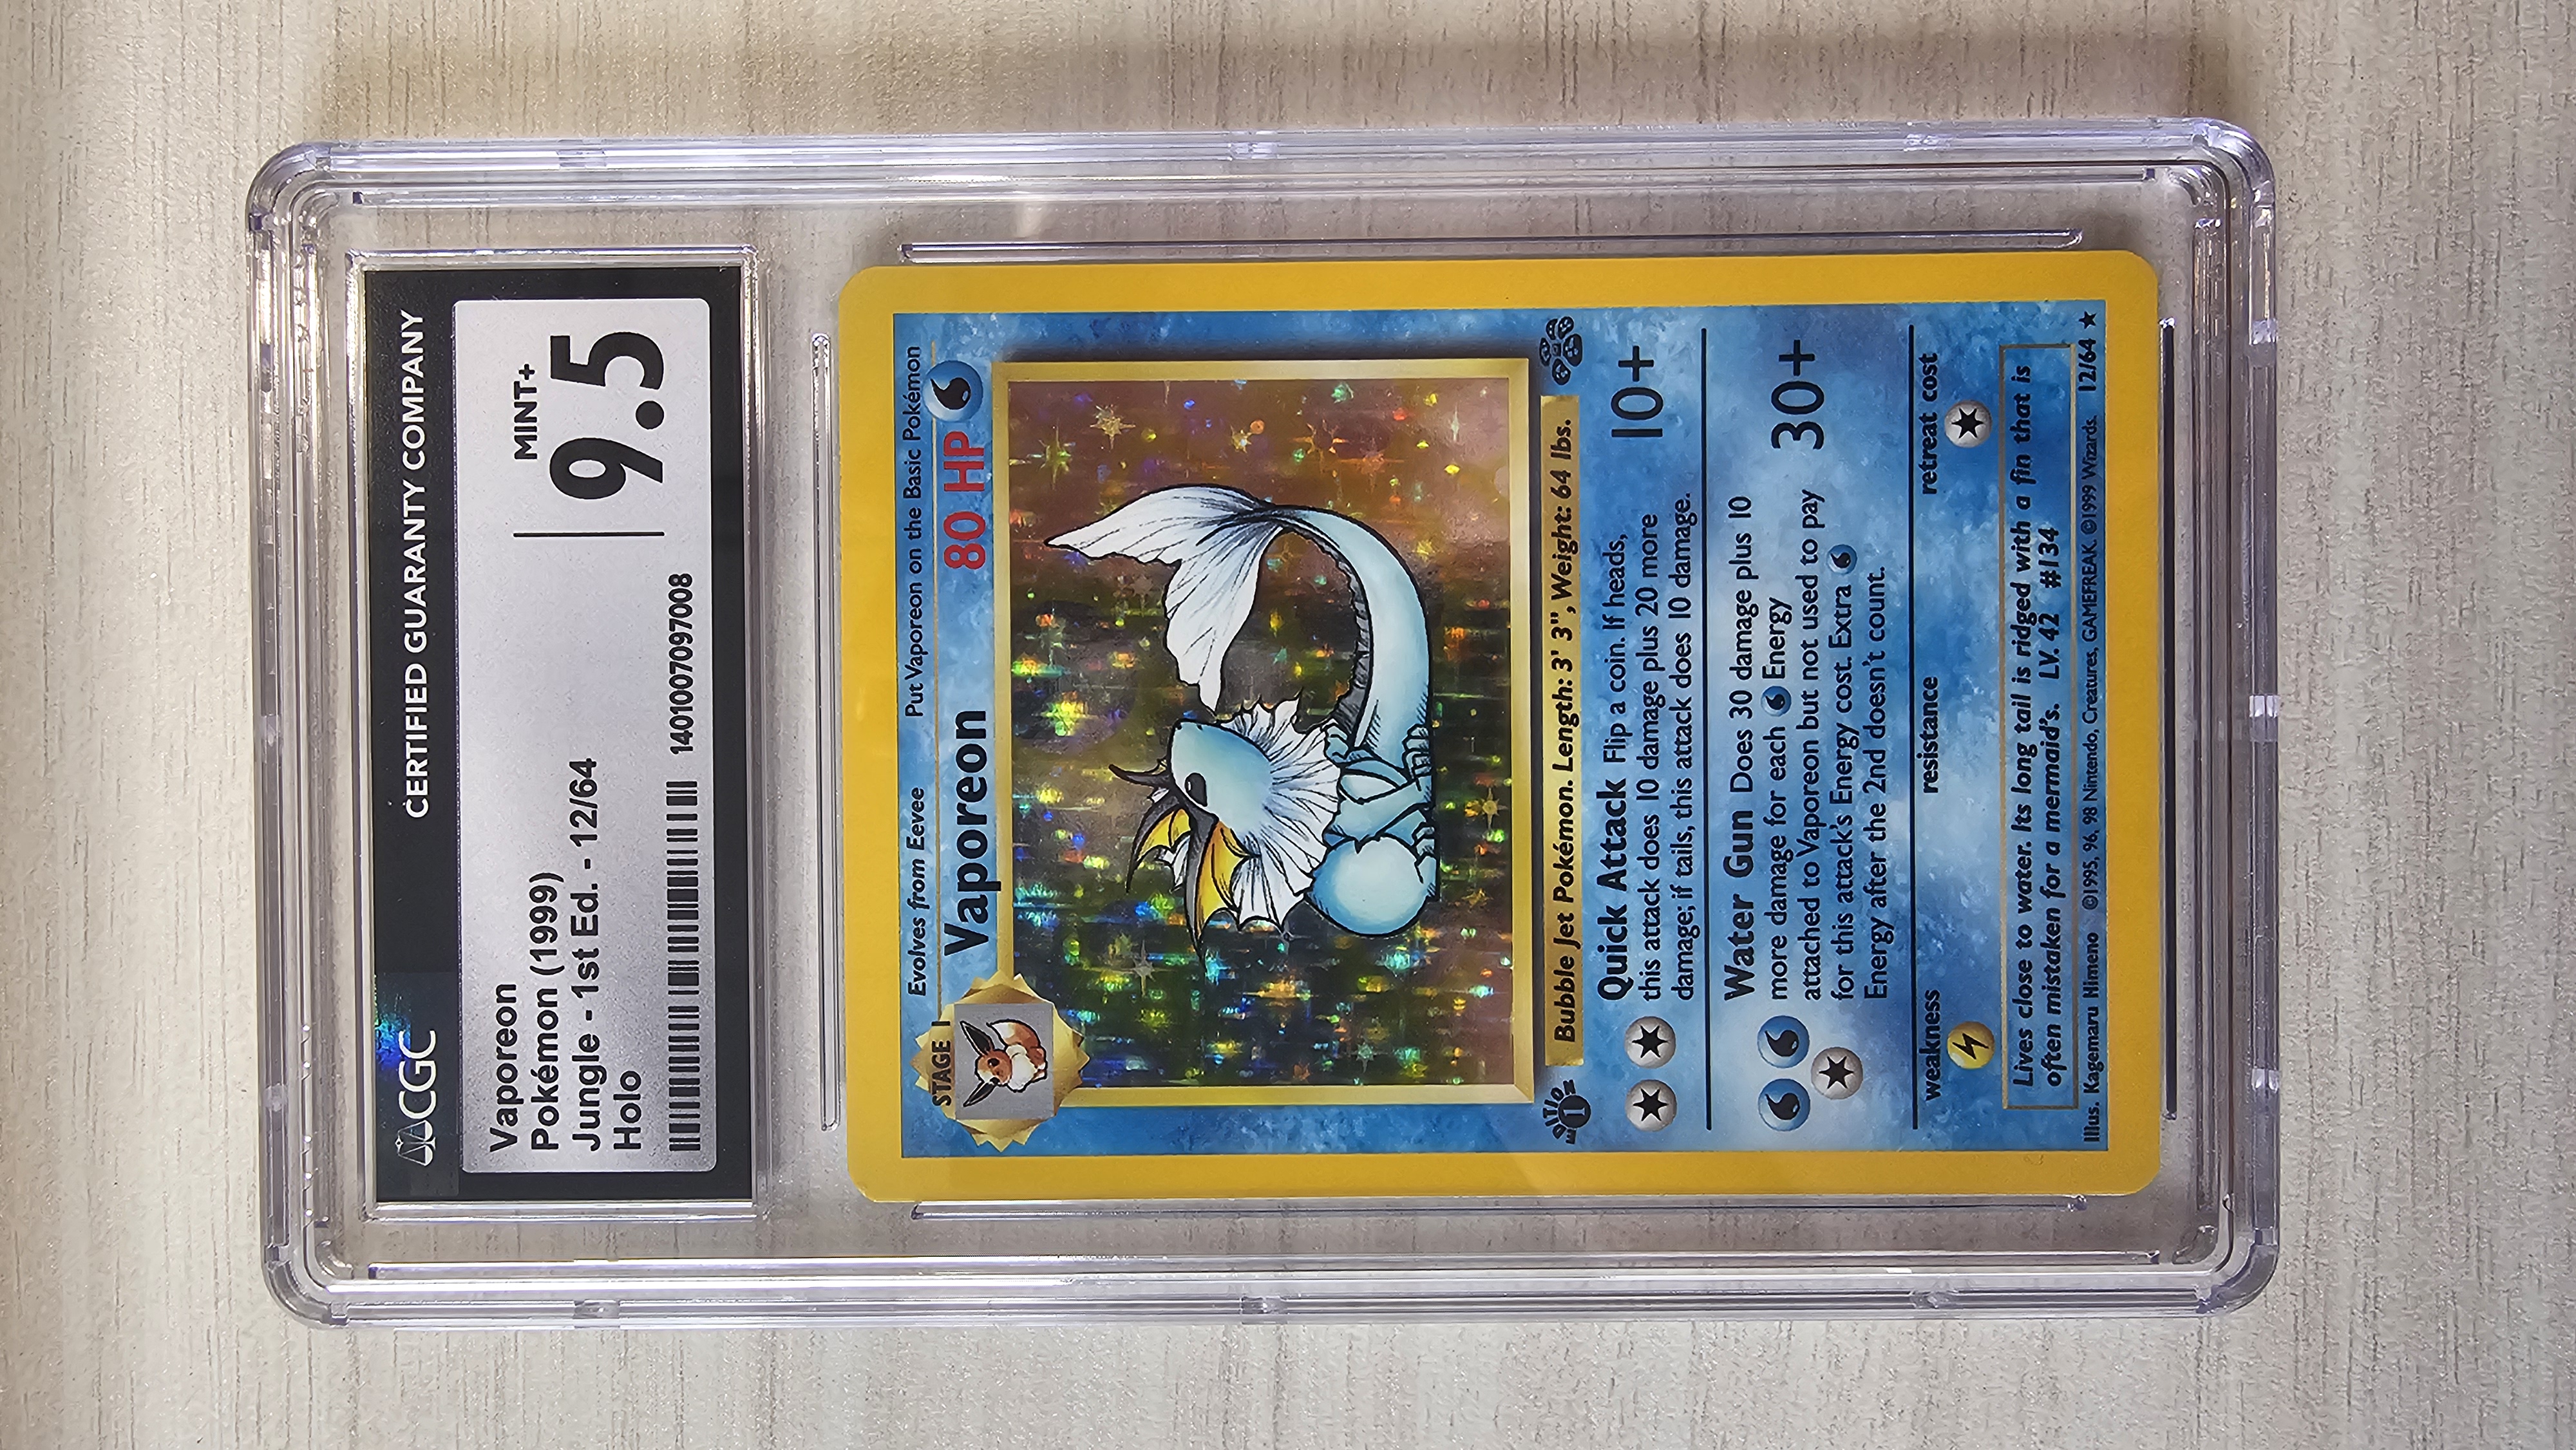 CGC CERTIFIED GUARANTY COMPANY
Vaporeon
Pokémon (1999)
Jungle - 1st Ed. - 12/64
Holo
MINT+
9.5
1401007097008
STAGE 1
Evolves from Eevee Put Vaporeon on the Basic Pokémon
Vaporeon 80 HP
EDITION
1
Bubble Jet Pokémon. Length: 3' 3", Weight: 64 lbs.
Quick Attack Flip a coin. If heads,
this attack does 10 damage plus 20 more
damage; if tails, this attack does 10 damage.
10+
Water Gun Does 30 damage plus 10
more damage for each Energy
attached to Vaporeon but not used to pay
for this attack's Energy cost. Extra
Energy after the 2nd doesn't count.
30+
weakness resistance retreat cost
Lives close to water. Its long tail is ridged with a fin that is
often mistaken for a mermaid's. LV. 42 #134
Illus. Kagemaru Himeno ©1995, 96, 98 Nintendo, Creatures, GAMEFREAK. ©1999 Wizards. 12/64 ★